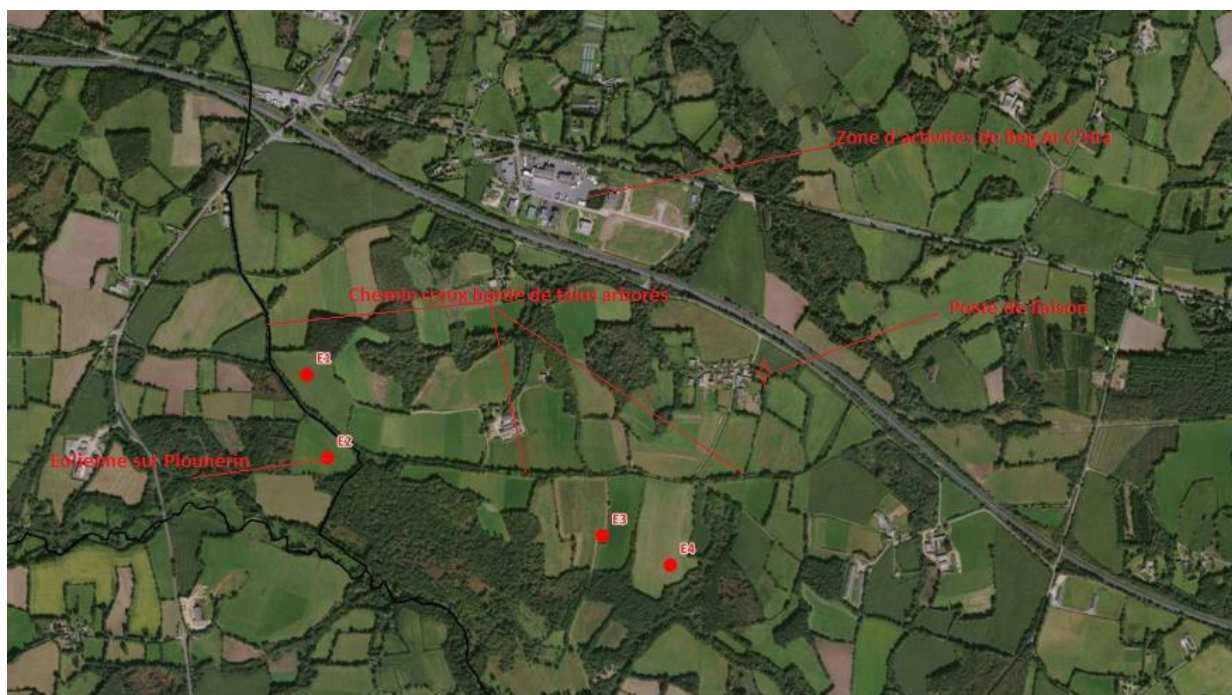 Zone d'activités de Beg Ar C'Hra
Chemin creux bordé de talus arborés
Poste de liaison
E1
E2
Eolienne sur Plounérin
E3
E4